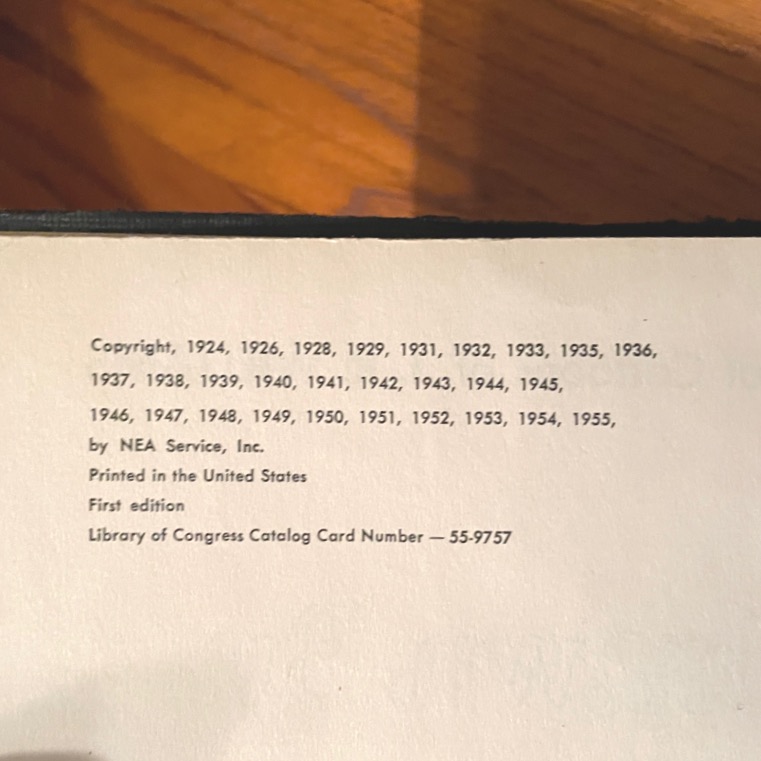 Copyright, 1924, 1926, 1928, 1929, 1931, 1932, 1933, 1935, 1936,
1937, 1938, 1939, 1940, 1941, 1942, 1943, 1944, 1945,
1946, 1947, 1948, 1949, 1950, 1951, 1952, 1953, 1954, 1955,
by NEA Service, Inc.
Printed in the United States
First edition
Library of Congress Catalog Card Number — 55-9757